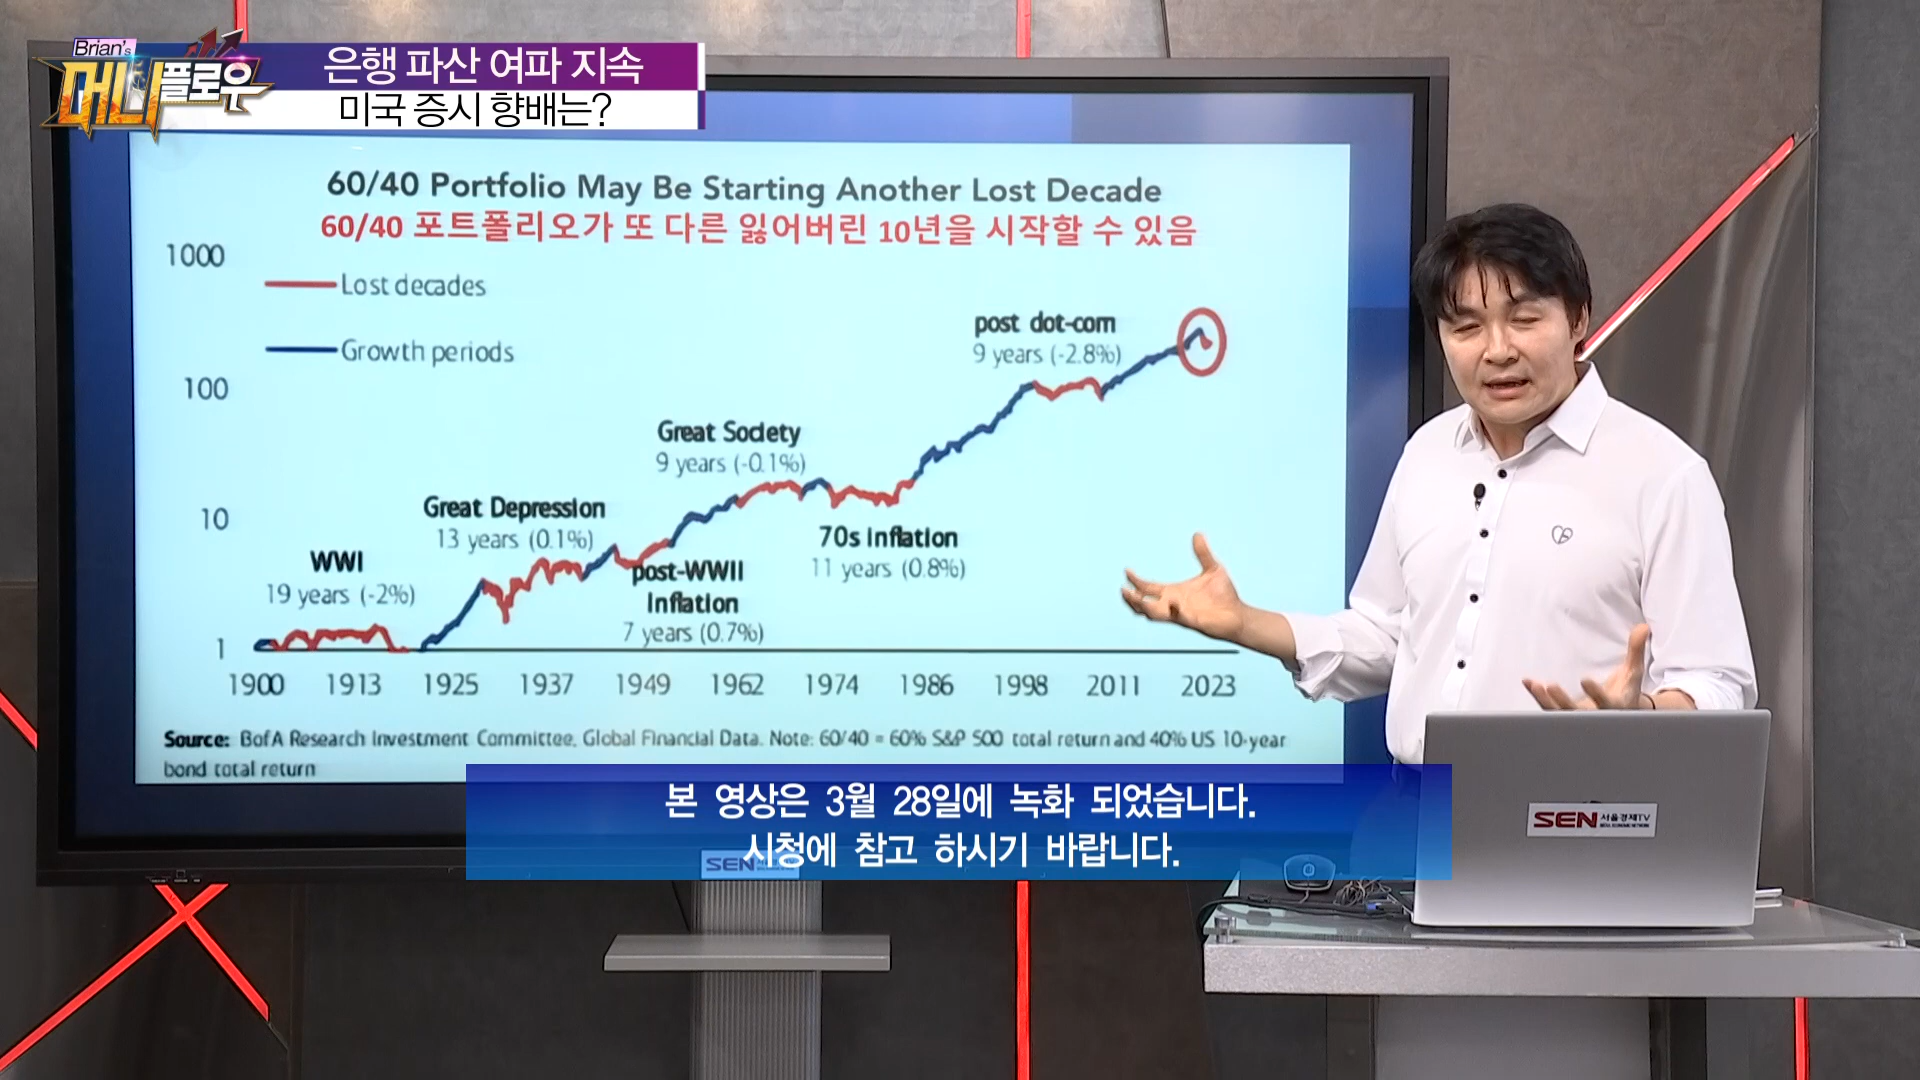 Brian's
머니플로우
은행 파산 여파 지속
미국 증시 향배는?
60/40 Portfolio May Be Starting Another Lost Decade
60/40 포트폴리오가 또 다른 잃어버린 10년을 시작할 수 있음
1000
Lost decades
Growth periods
post dot-com
9 years (-2.8%)
100
Great Society
9 years (-0.1%)
Great Depression
13 years (0.1%)
10
70s inflation
11 years (0.8%)
WWI
19 years (-2%)
post-WWII
Inflation
7 years (0.7%)
1
1900 1913 1925 1937 1949 1962 1974 1986 1998 2011 2023
Source: BofA Research Investment Committee, Global Financial Data. Note: 60/40 = 60% S&P 500 total return and 40% US 10-year
bond total return
본 영상은 3월 28일에 녹화 되었습니다.
시청에 참고 하시기 바랍니다.
SEN
SEN 서울경제TV